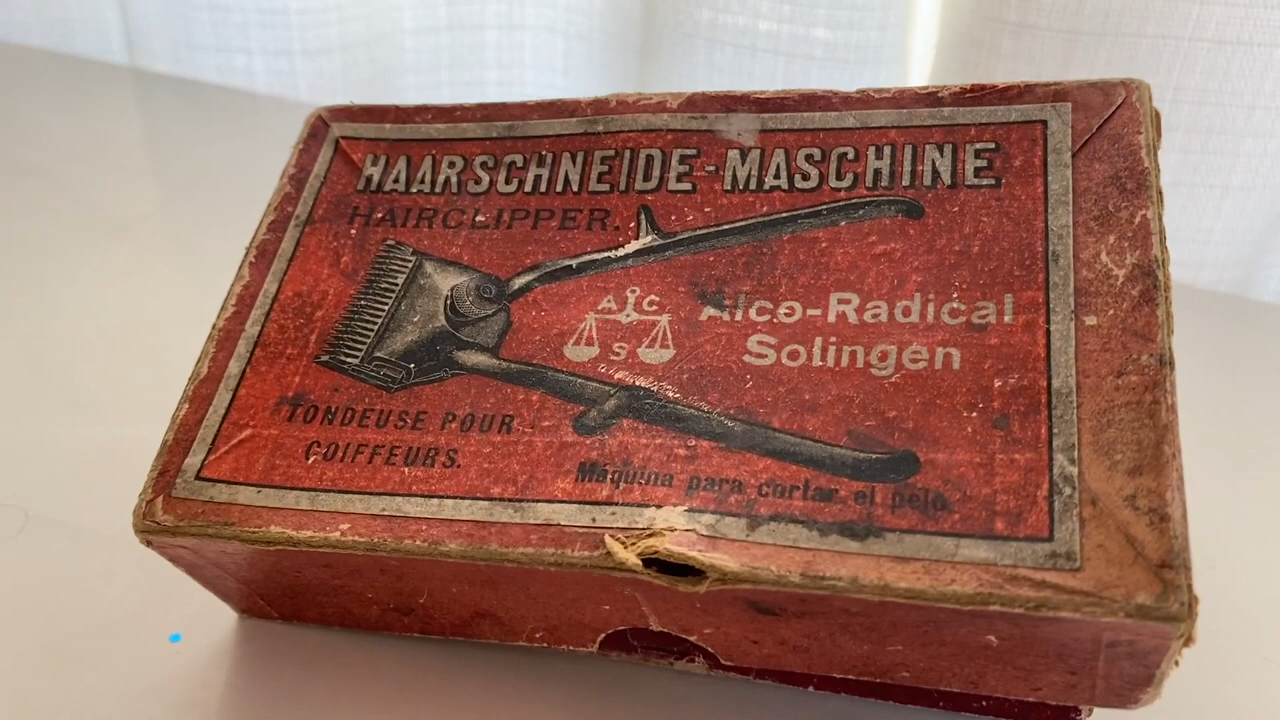 HAARSCHNEIDE-MASCHINE
HAIRCLIPPER.
A C
S
Alco-Radical
Solingen
TONDEUSE POUR
COIFFEURS.
Máquina para cortar el pelo